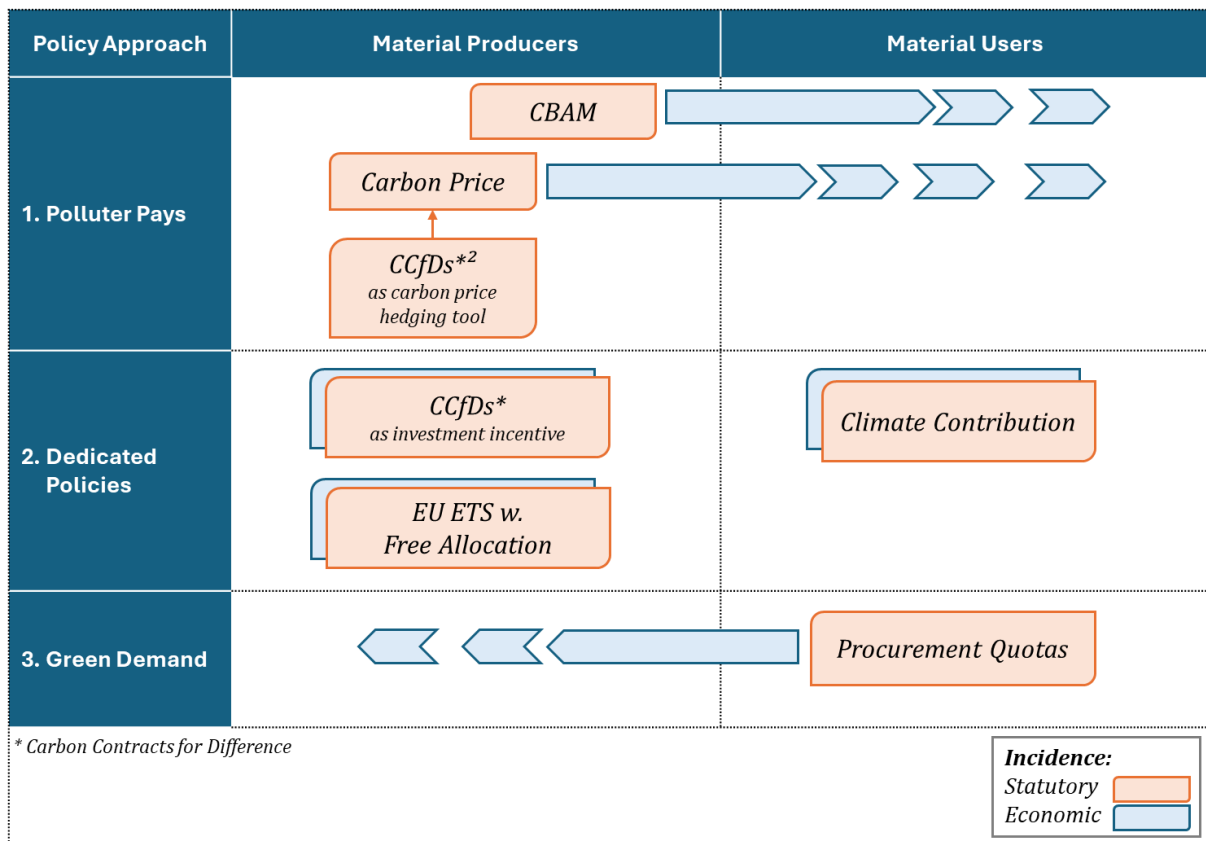 Policy Approach
Material Producers
Material Users
1. Polluter Pays
CBAM
Carbon Price
CCfDs*²
as carbon price
hedging tool
2. Dedicated
Policies
CCfDs*
as investment incentive
EU ETS w.
Free Allocation
Climate Contribution
3. Green Demand
Procurement Quotas
* Carbon Contracts for Difference
Incidence:
Statutory
Economic